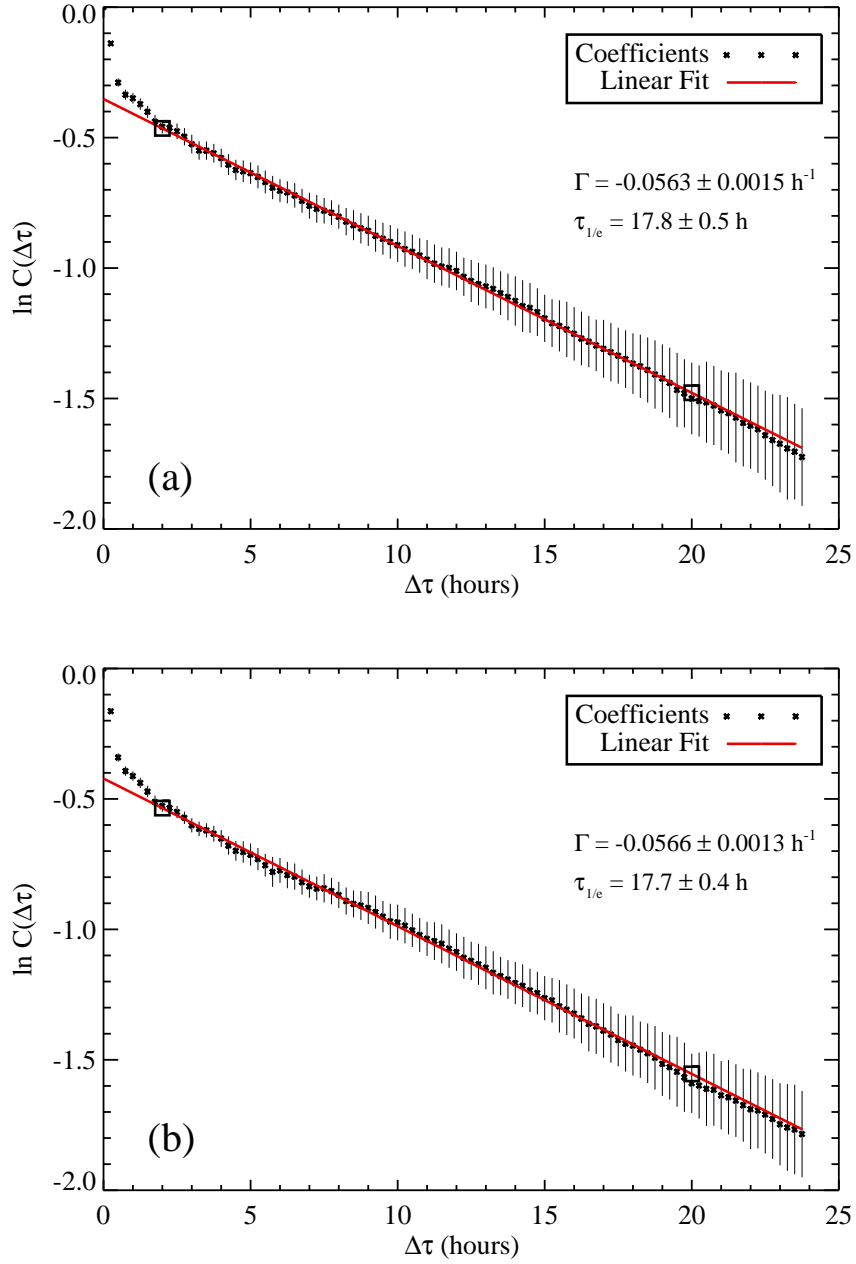 0.0
-0.5
-1.0
-1.5
-2.0
ln C(Δτ)
Coefficients
Linear Fit
Γ = -0.0563 ± 0.0015 h⁻¹
τ₁/ₑ = 17.8 ± 0.5 h
(a)
0 5 10 15 20 25
Δτ (hours)
0.0
-0.5
-1.0
-1.5
-2.0
ln C(Δτ)
Coefficients
Linear Fit
Γ = -0.0566 ± 0.0013 h⁻¹
τ₁/ₑ = 17.7 ± 0.4 h
(b)
0 5 10 15 20 25
Δτ (hours)